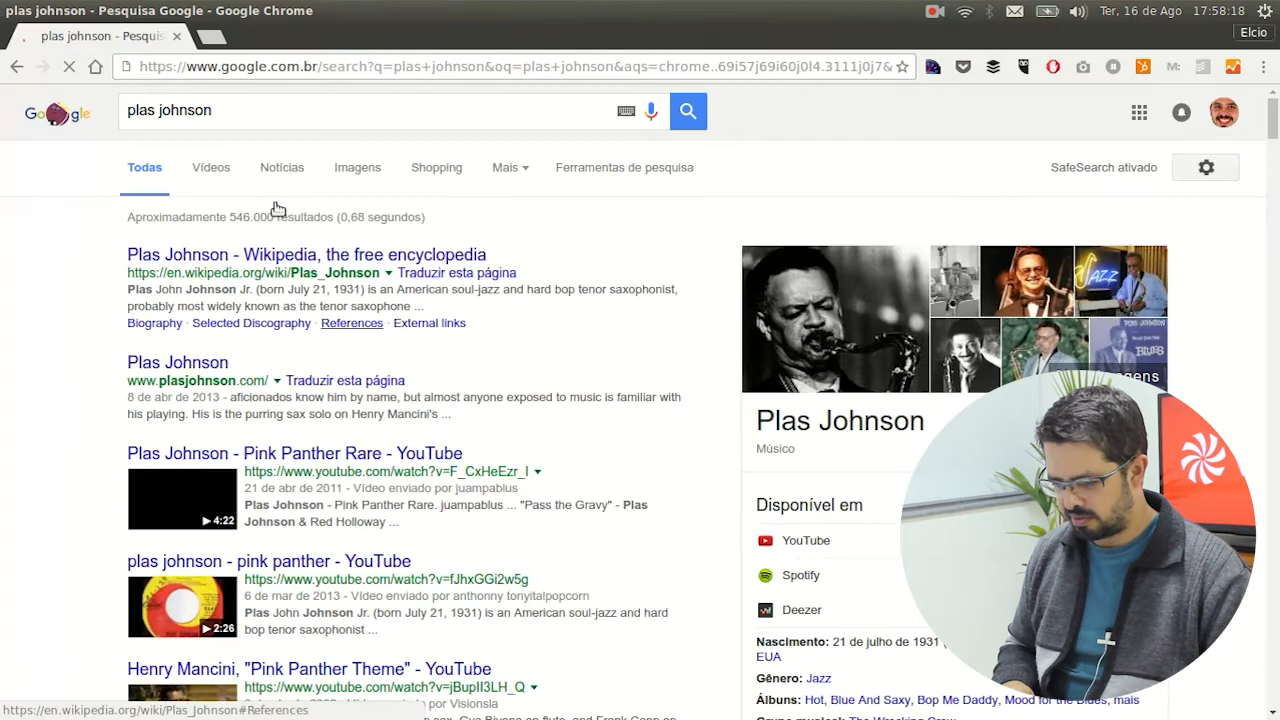 plas johnson - Pesquisa Google - Google Chrome
Ter, 16 de Ago 17:58:18
plas johnson - Pesquis
Elcio
https://www.google.com.br/search?q=plas+johnson&oq=plas+johnson&aqs=chrome..69i57j69i60j0l4.3111j0j7&
M:
Google
plas johnson
Todas
Vídeos
Notícias
Imagens
Shopping
Mais
Ferramentas de pesquisa
SafeSearch ativado
Aproximadamente 546.000 resultados (0,68 segundos)
Plas Johnson - Wikipedia, the free encyclopedia
https://en.wikipedia.org/wiki/Plas_Johnson Traduzir esta página
Plas John Johnson Jr. (born July 21, 1931) is an American soul-jazz and hard bop tenor saxophonist,
probably most widely known as the tenor saxophone ...
Biography · Selected Discography · References · External links
Plas Johnson
www.plasjohnson.com/ Traduzir esta página
8 de abr de 2013 - aficionados know him by name, but almost anyone exposed to music is familiar with
his playing. His is the purring sax solo on Henry Mancini's ...
Plas Johnson - Pink Panther Rare - YouTube
https://www.youtube.com/watch?v=F_CxHeEzr_I
21 de abr de 2011 - Vídeo enviado por juampablus
Plas Johnson - Pink Panther Rare. juampablus ... "Pass the Gravy" - Plas
Johnson & Red Holloway ...
4:22
plas johnson - pink panther - YouTube
https://www.youtube.com/watch?v=fJhxGGi2w5g
6 de mar de 2013 - Vídeo enviado por anthonny tonyitalpopcorn
Plas John Johnson Jr. (born July 21, 1931) is an American soul-jazz and hard
bop tenor saxophonist ...
2:26
Henry Mancini, "Pink Panther Theme" - YouTube
https://www.youtube.com/watch?v=jBupII3LH_Q
por Visionsla
https://en.wikipedia.org/wiki/Plas_Johnson#References
JAZZ
PLAS JOHNSON
BLUES
Plas Johnson
Músico
Disponível em
YouTube
Spotify
Deezer
Nascimento: 21 de julho de 1931
EUA
Gênero: Jazz
Álbuns: Hot, Blue And Saxy, Bop Me Daddy, Mood for the Blues, mais